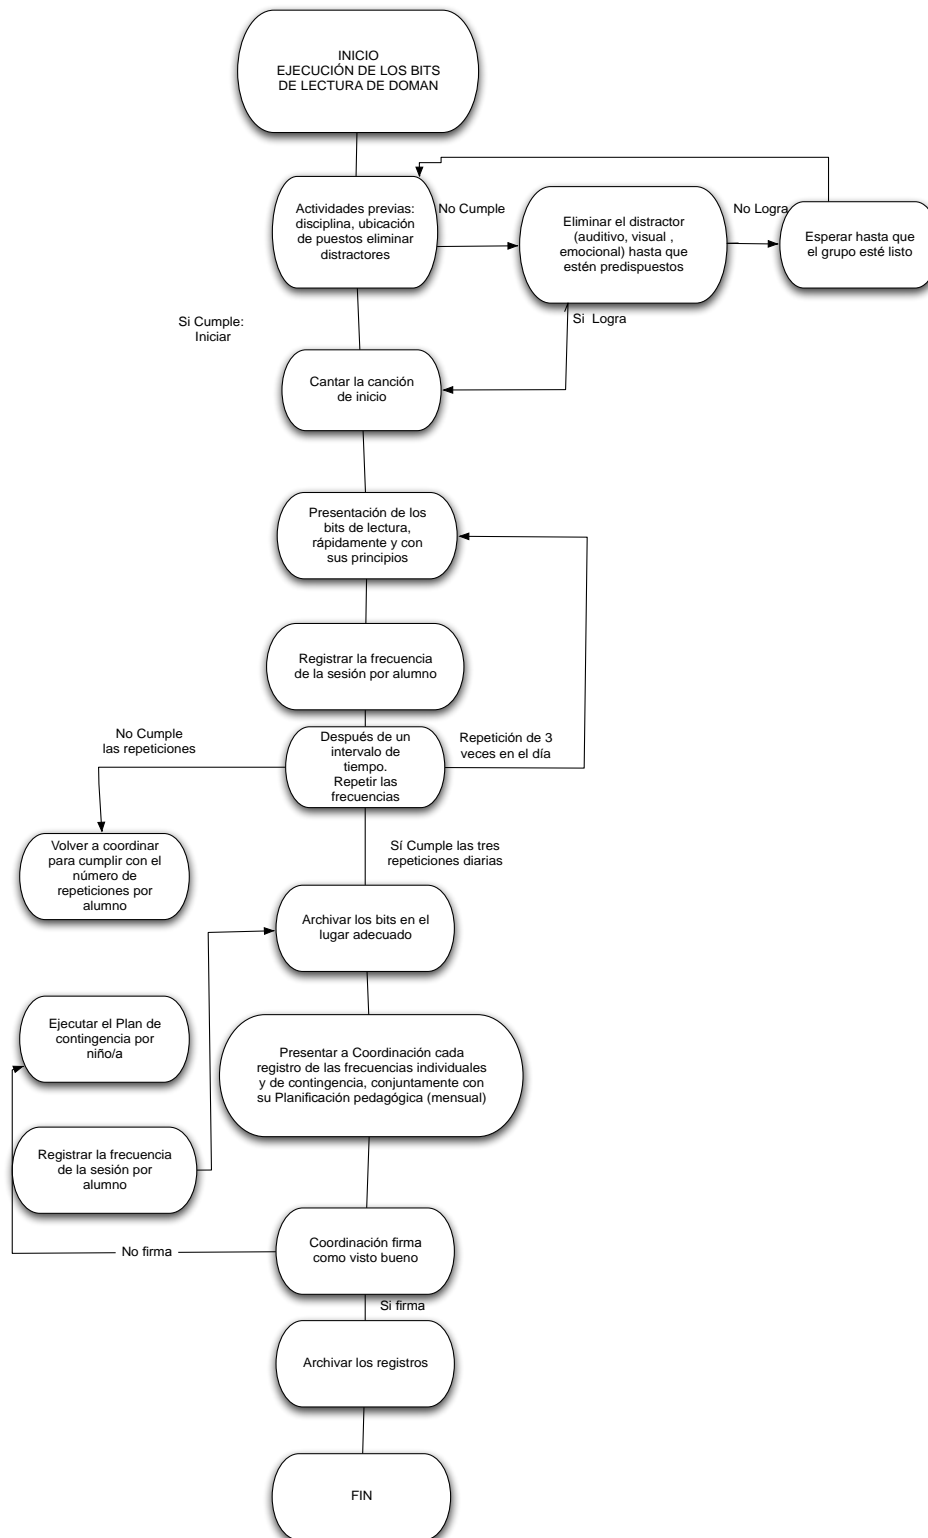 INICIO
EJECUCIÓN DE LOS BITS
DE LECTURA DE DOMAN
Actividades previas:
disciplina, ubicación
de puestos eliminar
distractores
No Cumple
Eliminar el distractor
(auditivo, visual ,
emocional) hasta que
estén predispuestos
No Logra
Esperar hasta que
el grupo esté listo
Si Cumple:
Iniciar
Si Logra
Cantar la canción
de inicio
Presentación de los
bits de lectura,
rápidamente y con
sus principios
Registrar la frecuencia
de la sesión por alumno
No Cumple
las repeticiones
Después de un
intervalo de
tiempo.
Repetir las
frecuencias
Repetición de 3
veces en el día
Volver a coordinar
para cumplir con el
número de
repeticiones por
alumno
Sí Cumple las tres
repeticiones diarias
Archivar los bits en el
lugar adecuado
Ejecutar el Plan de
contingencia por
niño/a
Presentar a Coordinación cada
registro de las frecuencias individuales
y de contingencia, conjuntamente con
su Planificación pedagógica (mensual)
Registrar la frecuencia
de la sesión por
alumno
No firma
Coordinación firma
como visto bueno
Si firma
Archivar los registros
FIN